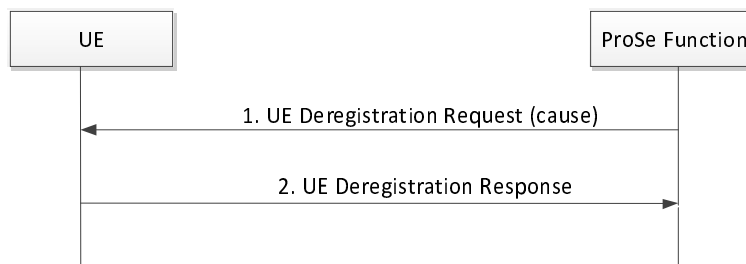 UE
ProSe Function
1. UE Deregistration Request (cause)
2. UE Deregistration Response